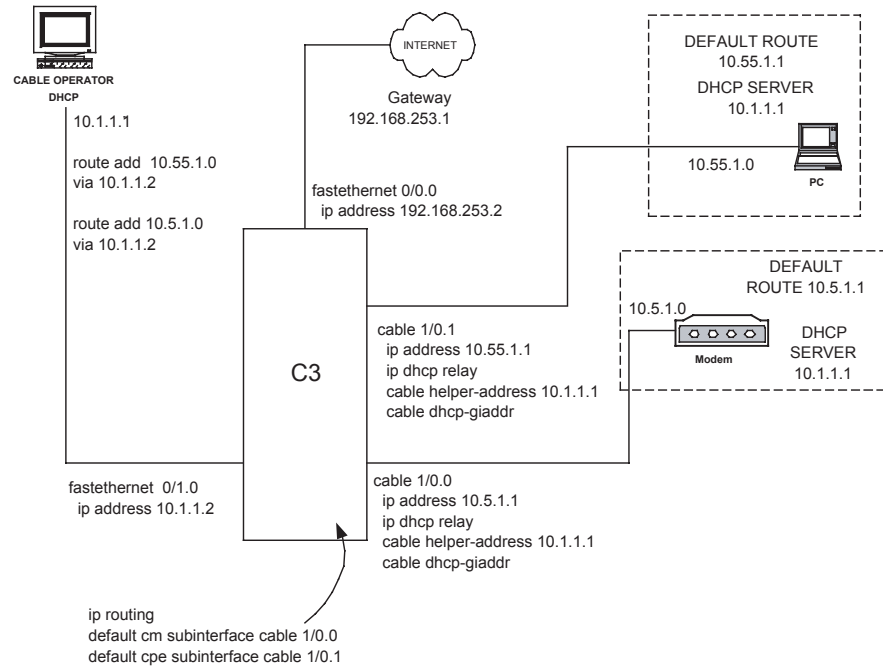 CABLE OPERATOR
DHCP
10.1.1.1
route add 10.55.1.0
via 10.1.1.2
route add 10.5.1.0
via 10.1.1.2
INTERNET
Gateway
192.168.253.1
fastethernet 0/0.0
ip address 192.168.253.2
DEFAULT ROUTE
10.55.1.1
DHCP SERVER
10.1.1.1
10.55.1.0
PC
C3
cable 1/0.1
ip address 10.55.1.1
ip dhcp relay
cable helper-address 10.1.1.1
cable dhcp-giaddr
DEFAULT
ROUTE 10.5.1.1
10.5.1.0
Modem
DHCP
SERVER
10.1.1.1
fastethernet 0/1.0
ip address 10.1.1.2
cable 1/0.0
ip address 10.5.1.1
ip dhcp relay
cable helper-address 10.1.1.1
cable dhcp-giaddr
ip routing
default cm subinterface cable 1/0.0
default cpe subinterface cable 1/0.1